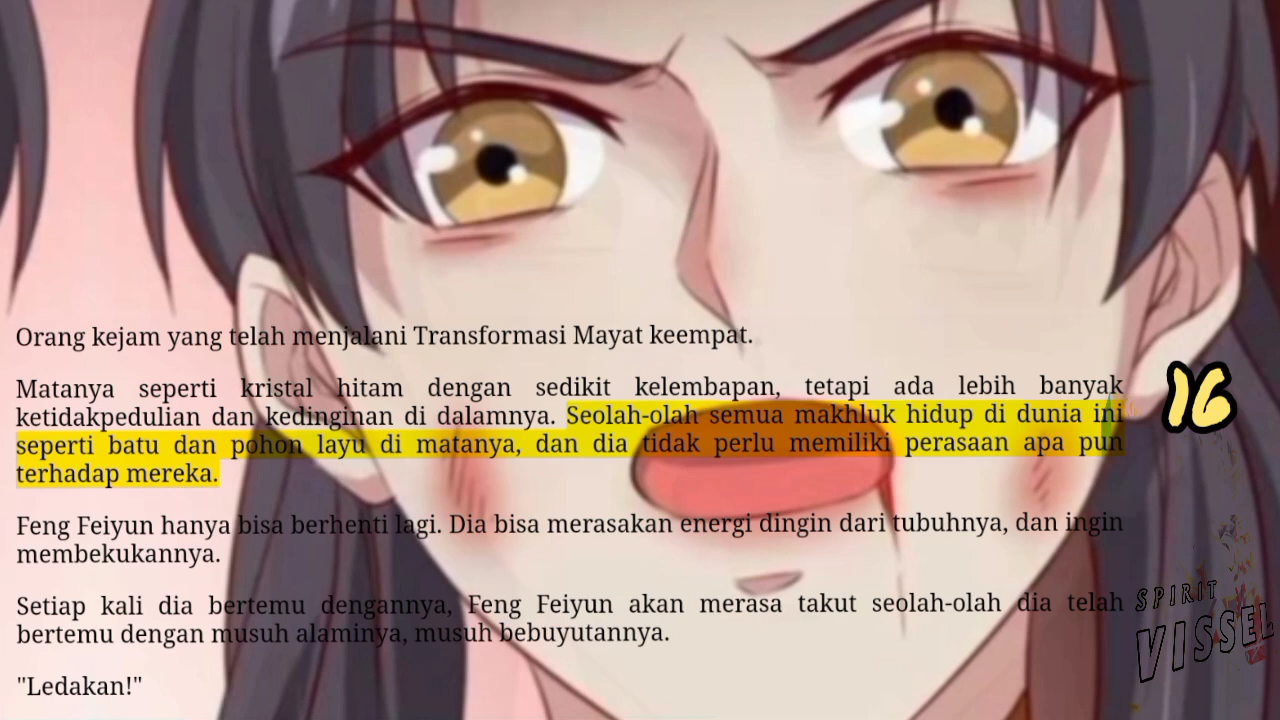 Orang kejam yang telah menjalani Transformasi Mayat keempat.
Matanya seperti kristal hitam dengan sedikit kelembapan, tetapi ada lebih banyak
ketidakpedulian dan kedinginan di dalamnya. Seolah-olah semua makhluk hidup di dunia ini
seperti batu dan pohon layu di matanya, dan dia tidak perlu memiliki perasaan apa pun
terhadap mereka.
Feng Feiyun hanya bisa berhenti lagi. Dia bisa merasakan energi dingin dari tubuhnya, dan ingin
membekukannya.
Setiap kali dia bertemu dengannya, Feng Feiyun akan merasa takut seolah-olah dia telah
bertemu dengan musuh alaminya, musuh bebuyutannya.
"Ledakan!"
16
SPIRIT
VISSEL